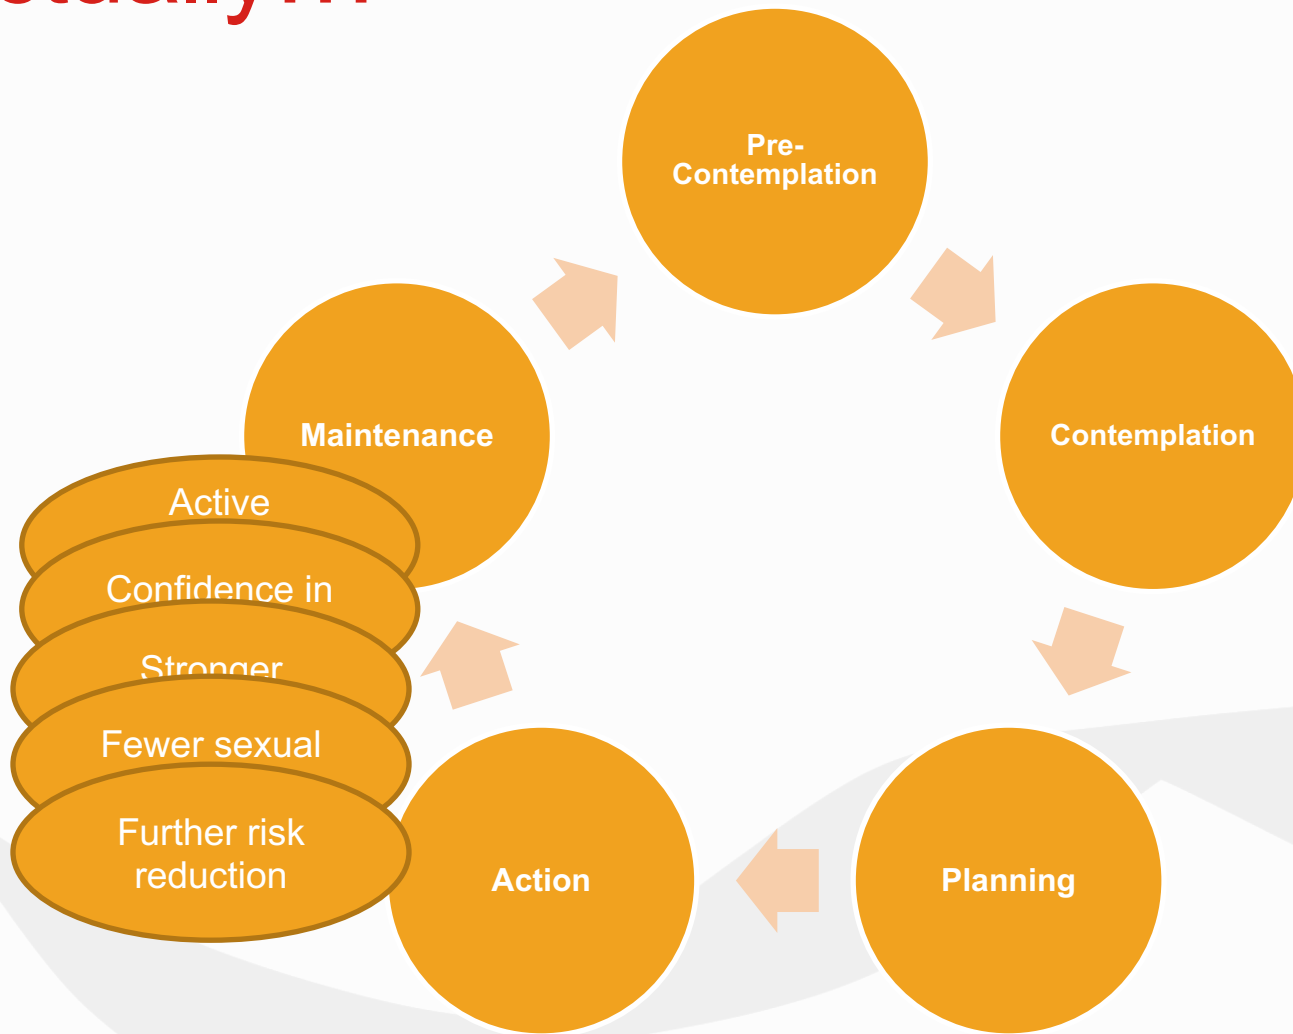 Pre-
Contemplation
Contemplation
Planning
Action
Maintenance
Active
Confidence in
Stronger
Fewer sexual
Further risk
reduction